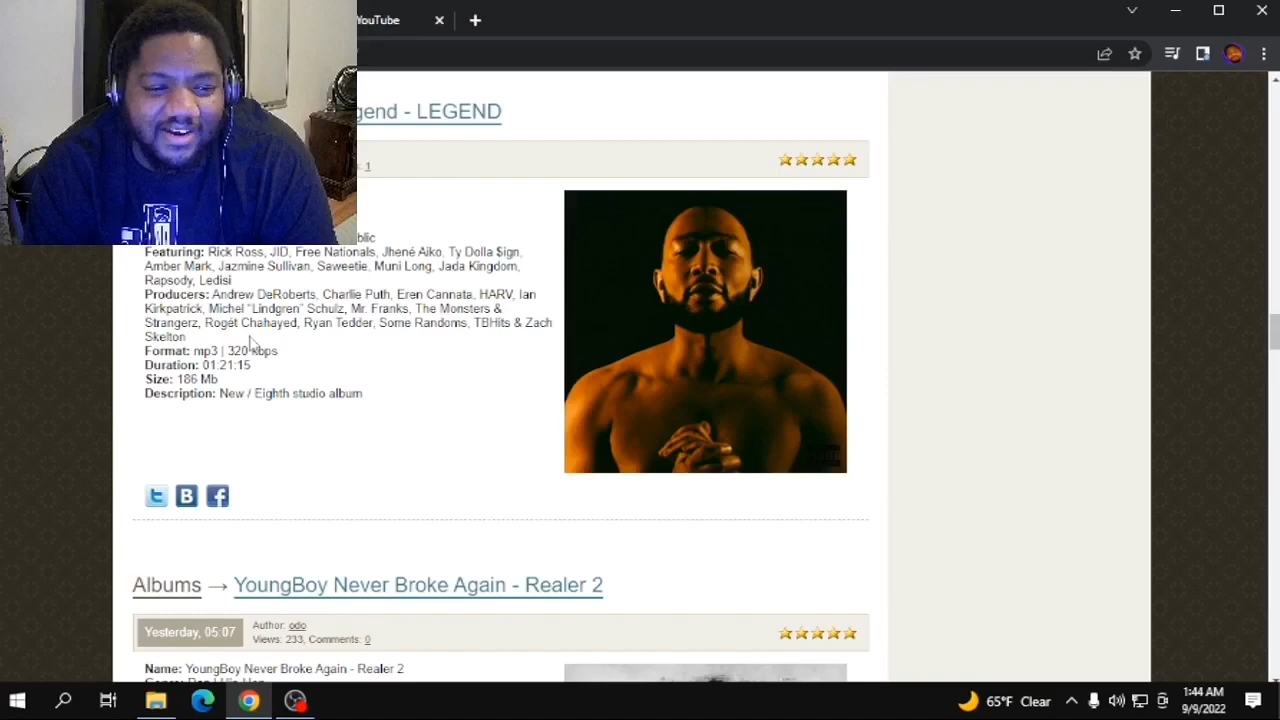 YouTube
gend - LEGEND
1
blic
Featuring: Rick Ross, JID, Free Nationals, Jhené Aiko, Ty Dolla $ign,
Amber Mark, Jazmine Sullivan, Saweetie, Muni Long, Jada Kingdom,
Rapsody, Ledisi
Producers: Andrew DeRoberts, Charlie Puth, Eren Cannata, HARV, Ian
Kirkpatrick, Michel "Lindgren" Schulz, Mr. Franks, The Monsters &
Strangerz, Rogét Chahayed, Ryan Tedder, Some Randoms, TBHits & Zach
Skelton
Format: mp3 | 320 kbps
Duration: 01:21:15
Size: 186 Mb
Description: New / Eighth studio album
Albums → YoungBoy Never Broke Again - Realer 2
Yesterday, 05:07
Author: odo
Views: 233, Comments: 0
Name: YoungBoy Never Broke Again - Realer 2
65°F Clear
1:44 AM
9/9/2022